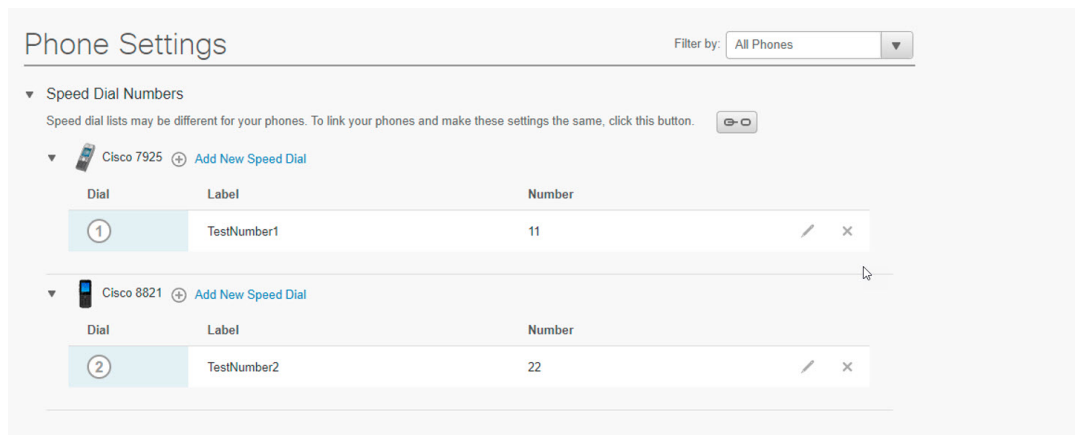 Phone Settings
Filter by: All Phones
Speed Dial Numbers
Speed dial lists may be different for your phones. To link your phones and make these settings the same, click this button.
Cisco 7925 Add New Speed Dial
Dial Label Number
1 TestNumber1 11
Cisco 8821 Add New Speed Dial
Dial Label Number
2 TestNumber2 22